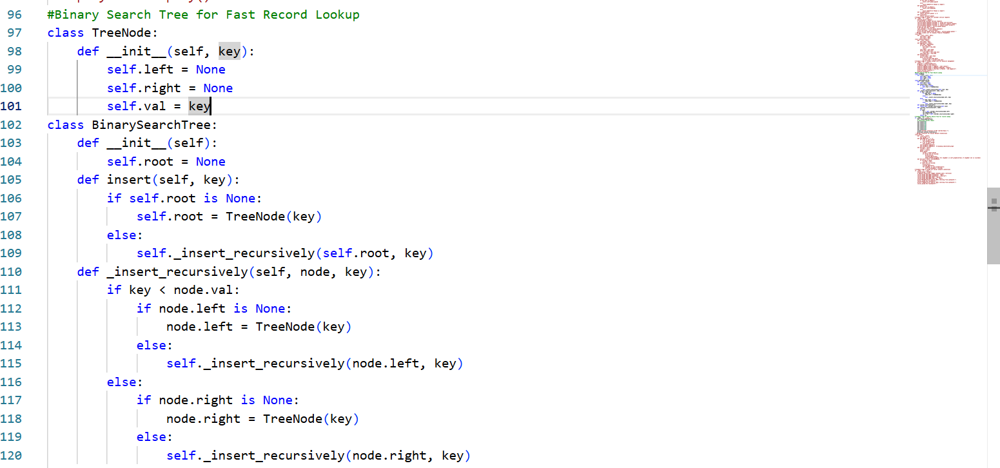 96 #Binary Search Tree for Fast Record Lookup
97 class TreeNode:
98     def __init__(self, key):
99         self.left = None
100         self.right = None
101         self.val = key
102 class BinarySearchTree:
103     def __init__(self):
104         self.root = None
105     def insert(self, key):
106         if self.root is None:
107             self.root = TreeNode(key)
108         else:
109             self._insert_recursively(self.root, key)
110     def _insert_recursively(self, node, key):
111         if key < node.val:
112             if node.left is None:
113                 node.left = TreeNode(key)
114             else:
115                 self._insert_recursively(node.left, key)
116         else:
117             if node.right is None:
118                 node.right = TreeNode(key)
119             else:
120                 self._insert_recursively(node.right, key)